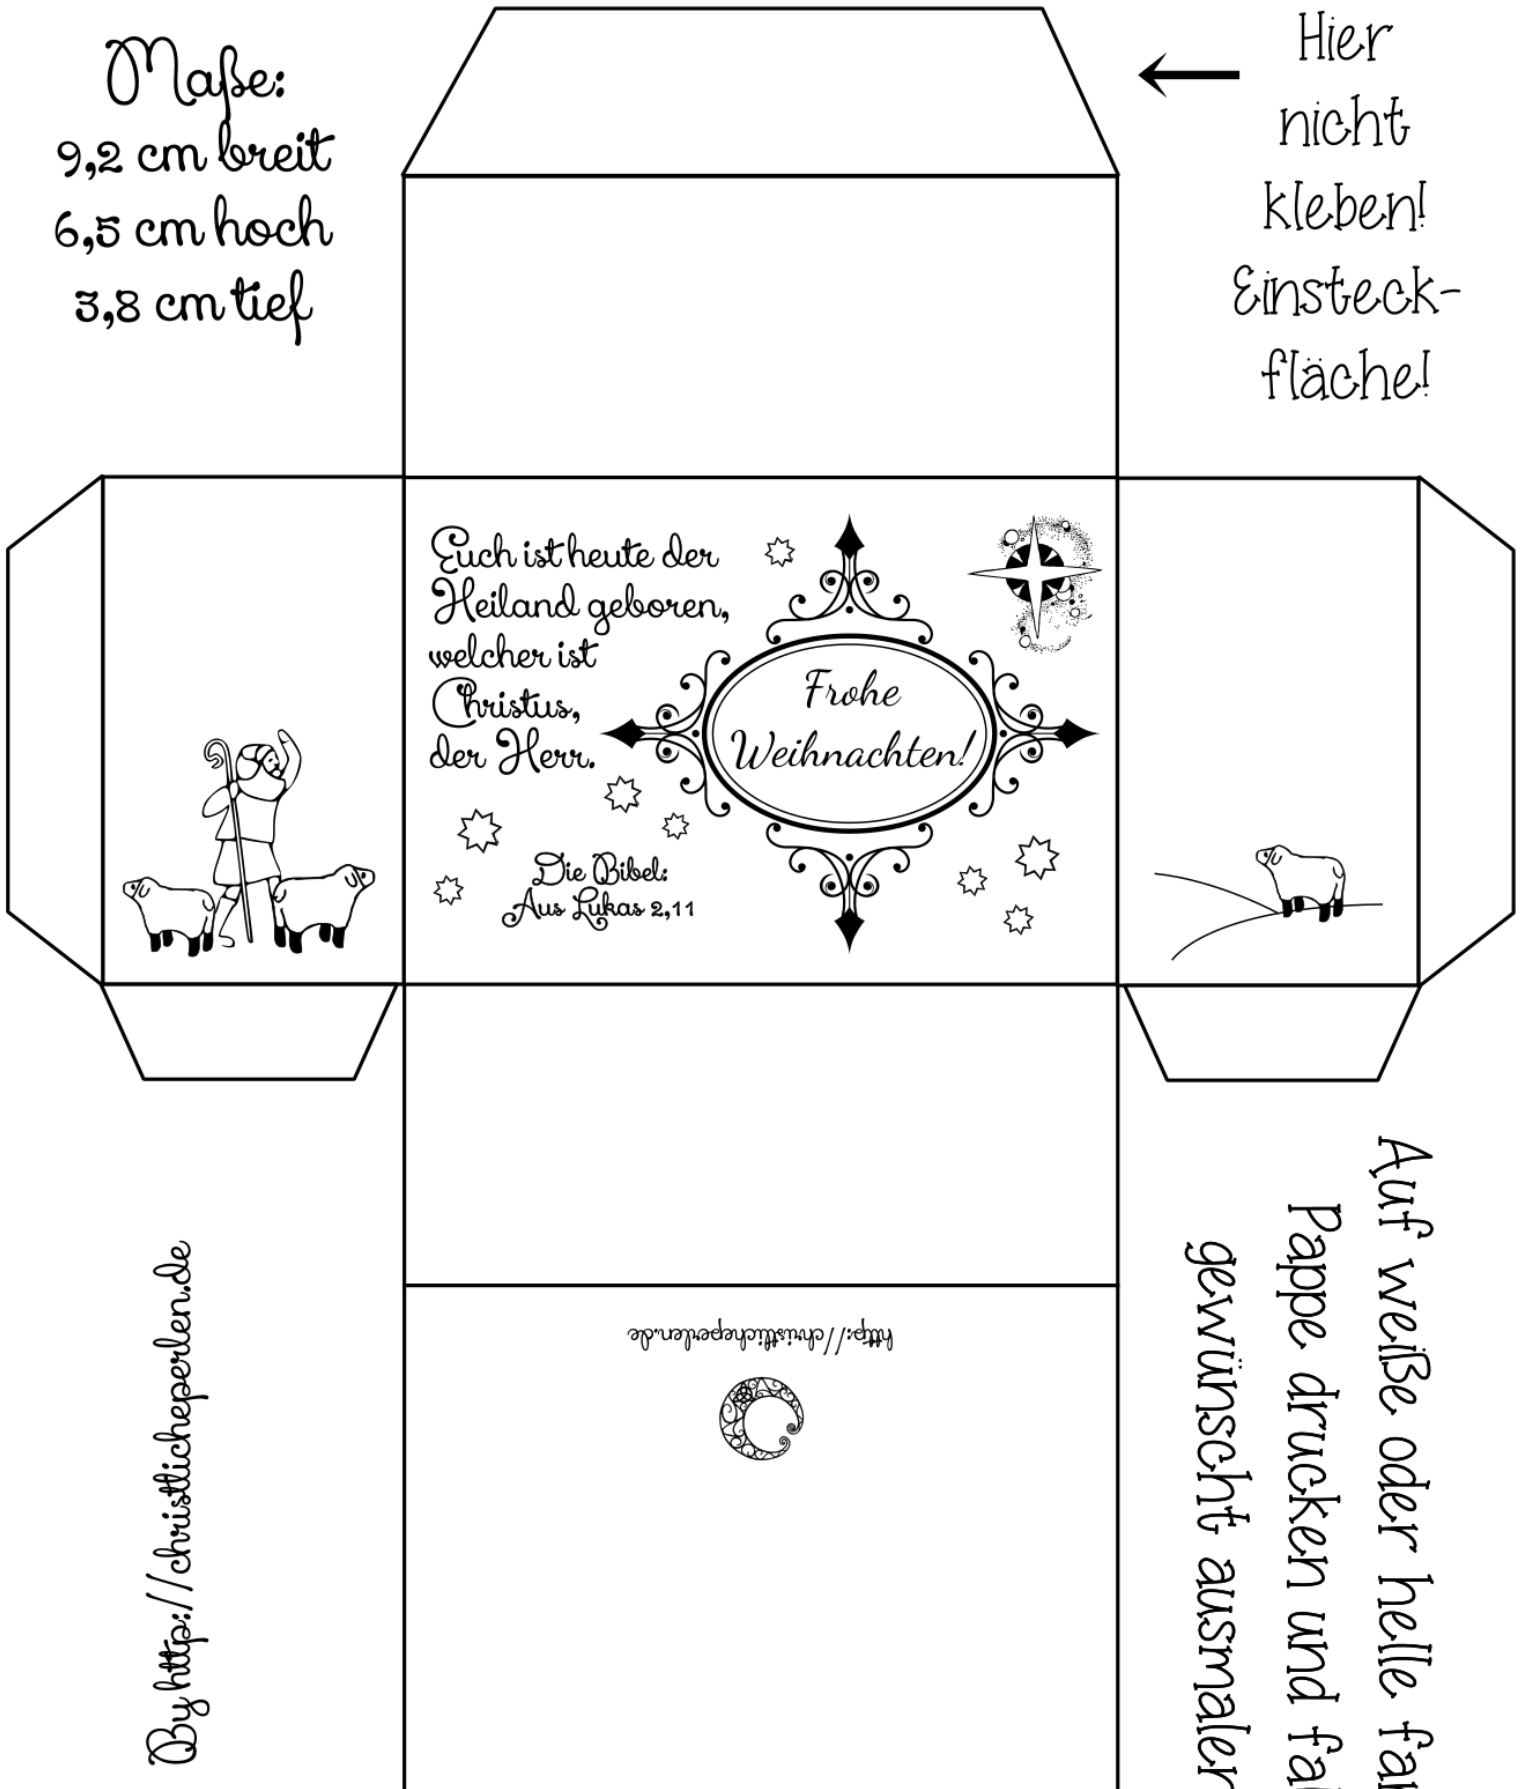 Maße:
9,2 cm breit
6,5 cm hoch
3,8 cm tief
Hier
nicht
kleben!
Einsteck-
fläche!
Euch ist heute der
Heiland geboren,
welcher ist
Christus,
der Herr.
Die Bibel:
Aus Lukas 2,11
Frohe
Weihnachten!
By http://christlicheperlen.de
http://christlicheperlen.de
Auf weiße oder helle
Pappe drucken und
gewünscht